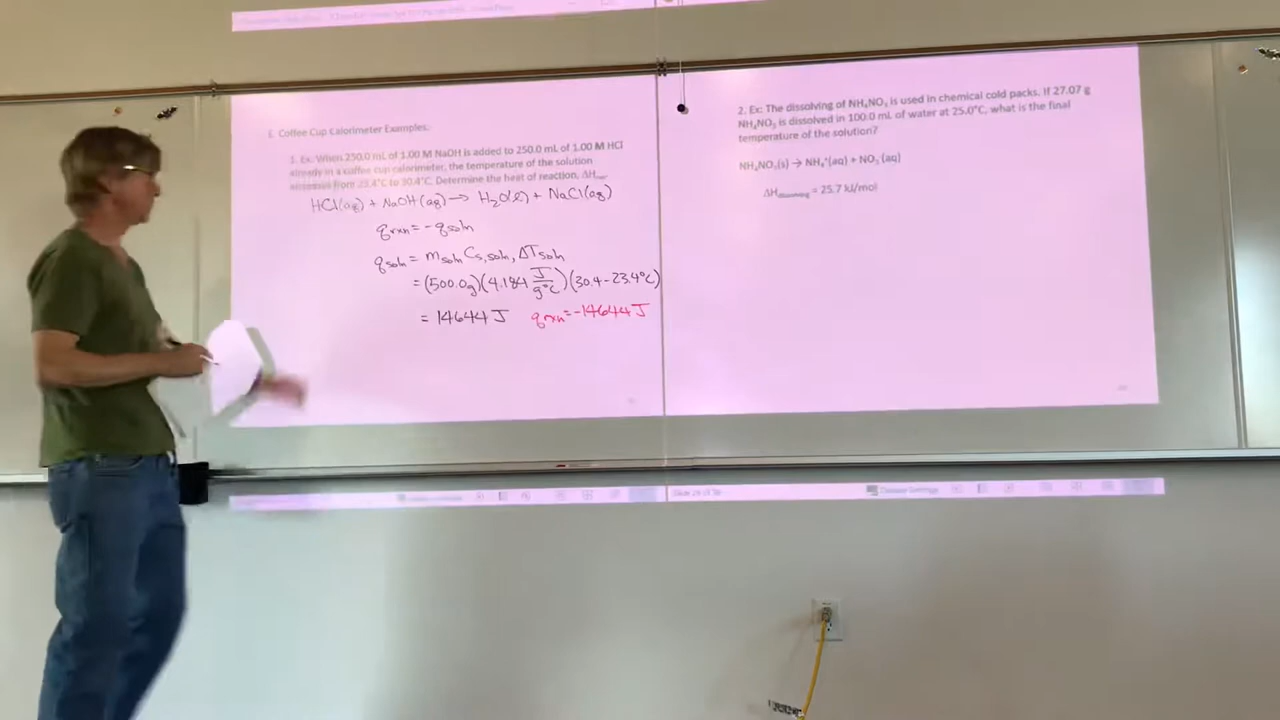 E. Coffee Cup Calorimeter Examples.
1. Ex: When 250.0 mL of 1.00 M NaOH is added to 250.0 mL of 1.00 M HCl
already in a coffee cup calorimeter, the temperature of the solution
increases from 23.4°C to 30.4°C. Determine the heat of reaction, ΔHrxn.
HCl(aq) + NaOH(aq) → H₂O(ℓ) + NaCl(aq)
qrxn = -qsoln
qsoln = msoln Cs,soln, ΔTsoln
= (500.0g)(4.184 J/g°C)(30.4-23.4°C)
= 14644 J qrxn = -14644 J
2. Ex: The dissolving of NH₄NO₃ is used in chemical cold packs. If 27.07 g
NH₄NO₃ is dissolved in 100.0 mL of water at 25.0°C, what is the final
temperature of the solution?
NH₄NO₃(s) → NH₄⁺(aq) + NO₃⁻(aq)
ΔHdissolving = 25.7 kJ/mol
Display Settings